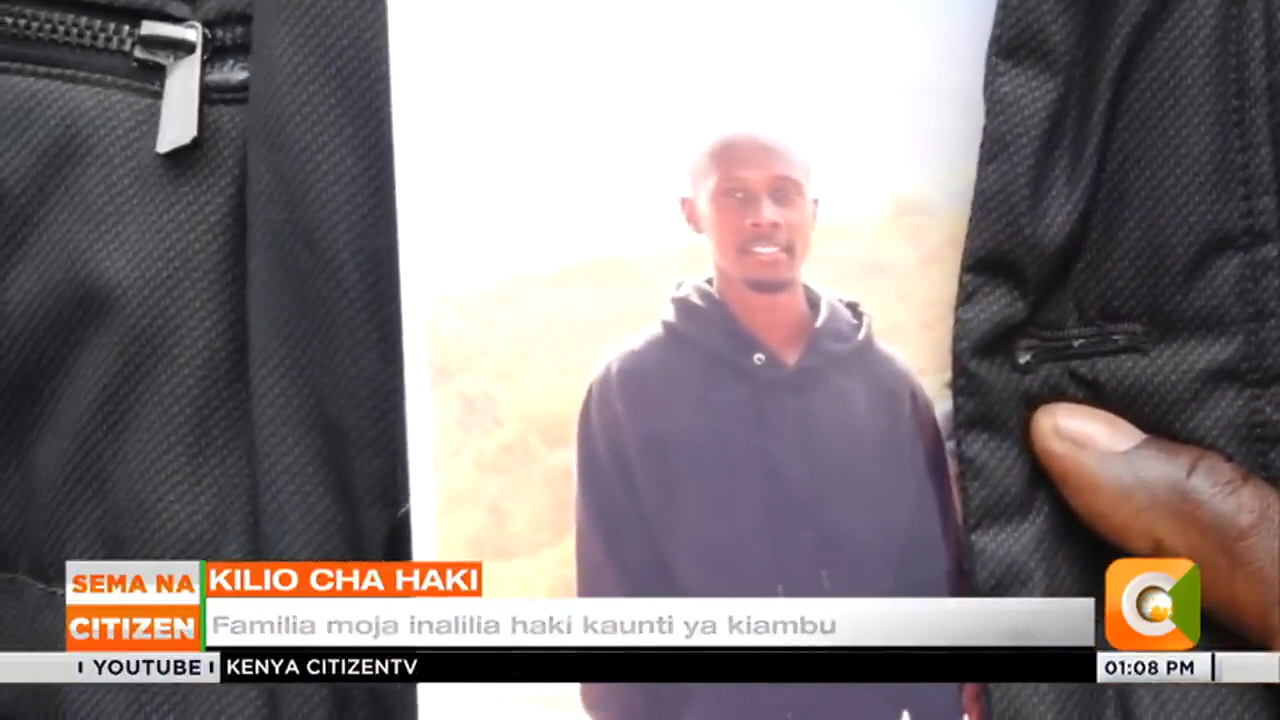 SEMA NA
CITIZEN
KILIO CHA HAKI
Familia moja inalilia haki kaunti ya kiambu
YOUTUBE
KENYA CITIZENTV
01:08 PM